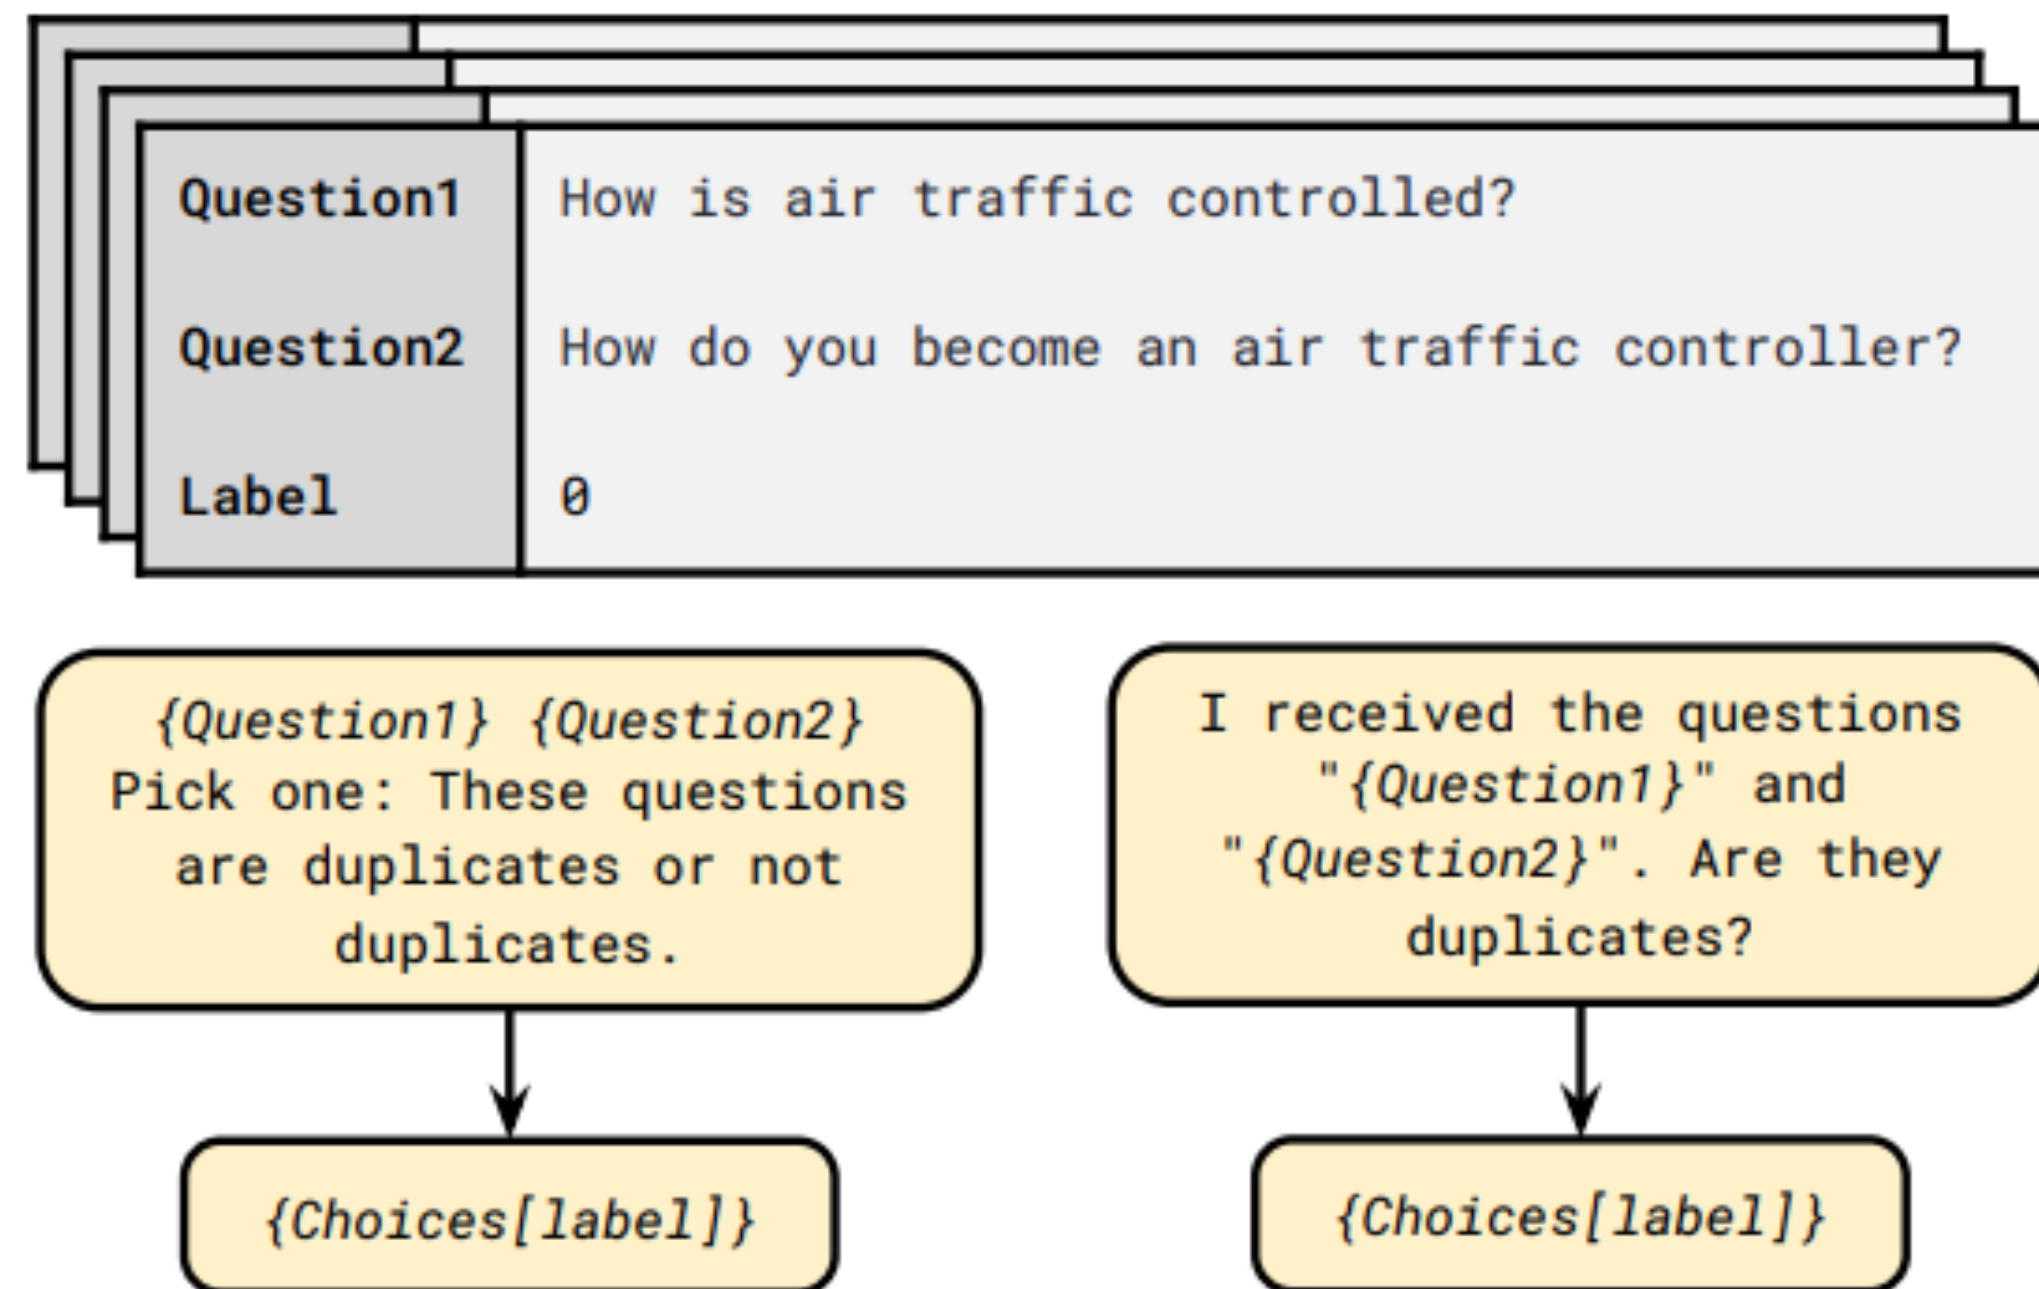 Question1 How is air traffic controlled?
Question2 How do you become an air traffic controller?
Label 0
{Question1} {Question2}
Pick one: These questions
are duplicates or not
duplicates.
{Choices[label]}
I received the questions
"{Question1}" and
"{Question2}". Are they
duplicates?
{Choices[label]}